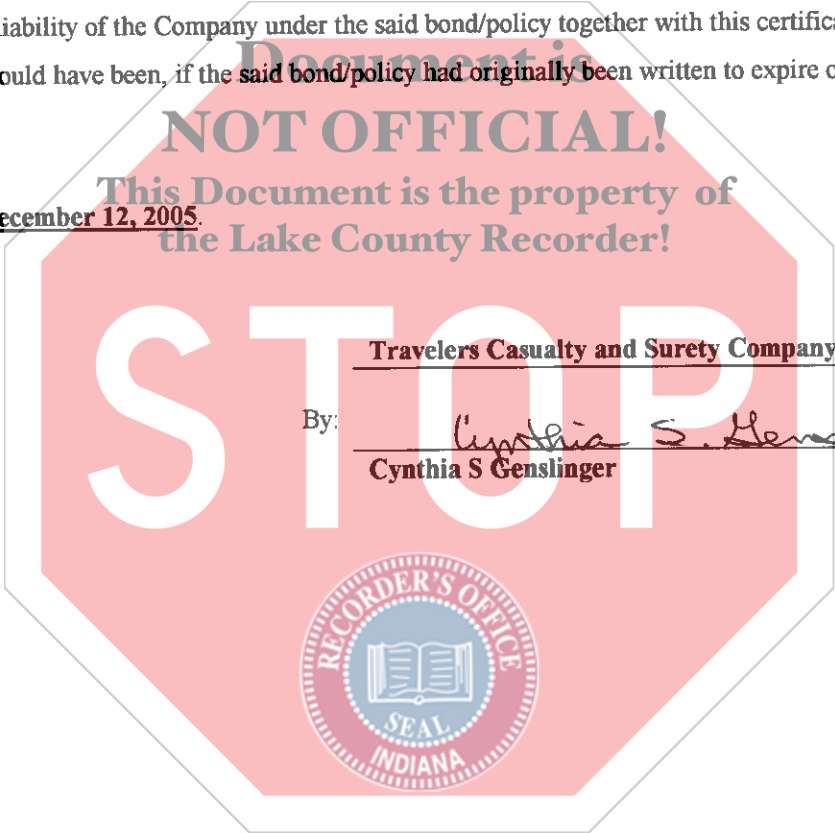 iability of the Company under the said bond/policy together with this certifica
ould have been, if the said bond/policy had originally been written to expire o
Document is
NOT OFFICIAL!
This Document is the property of
the Lake County Recorder!
ecember 12, 2005.
STOP
Travelers Casualty and Surety Company
By:
Cynthia S. Gens
Cynthia S Genslinger
RECORDER'S OFFICE
SEAL
INDIANA